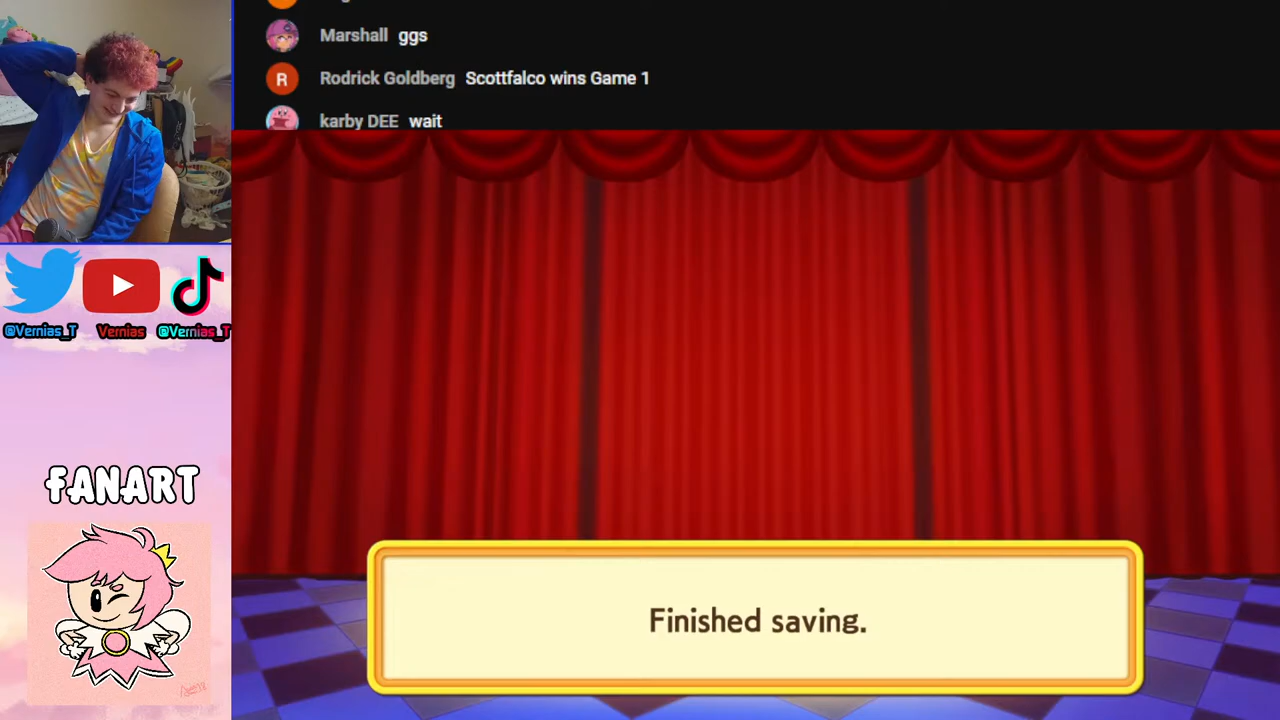 Marshall ggs
R Rodrick Goldberg Scottfalco wins Game 1
karby DEE wait
@Vernias_T Vernias @Vernias_T
FANART
Finished saving.